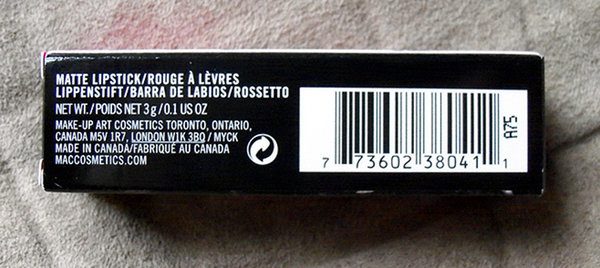 MATTE LIPSTICK/ROUGE À LÈVRES
LIPPENSTIFT/BARRA DE LABIOS/ROSSETTO
NET WT./POIDS NET 3 g/0.1 US OZ
MAKE-UP ART COSMETICS TORONTO, ONTARIO,
CANADA M5V 1R7, LONDON W1K 3BQ / MYCK
MADE IN CANADA/FABRIQUÉ AU CANADA
MACCOSMETICS.COM
7 73602 38041 1
A75